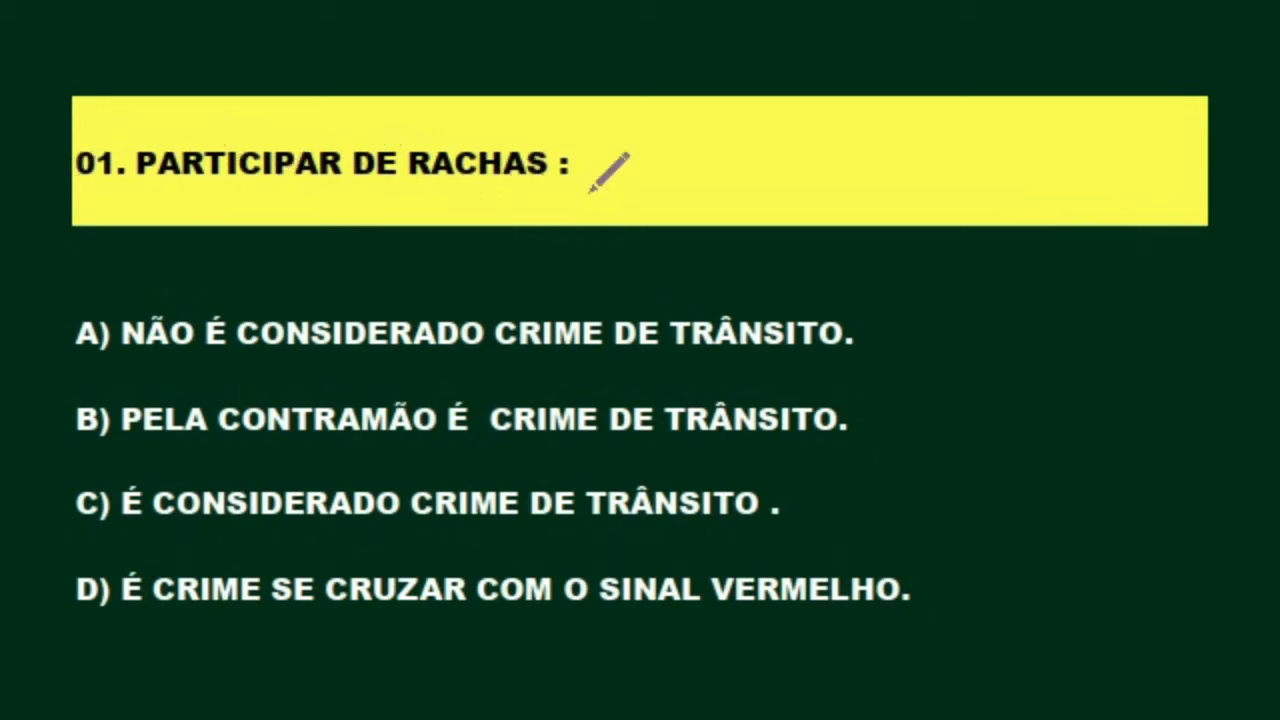 01. PARTICIPAR DE RACHAS :
A) NÃO É CONSIDERADO CRIME DE TRÂNSITO.
B) PELA CONTRAMÃO É  CRIME DE TRÂNSITO.
C) É CONSIDERADO CRIME DE TRÂNSITO .
D) É CRIME SE CRUZAR COM O SINAL VERMELHO.